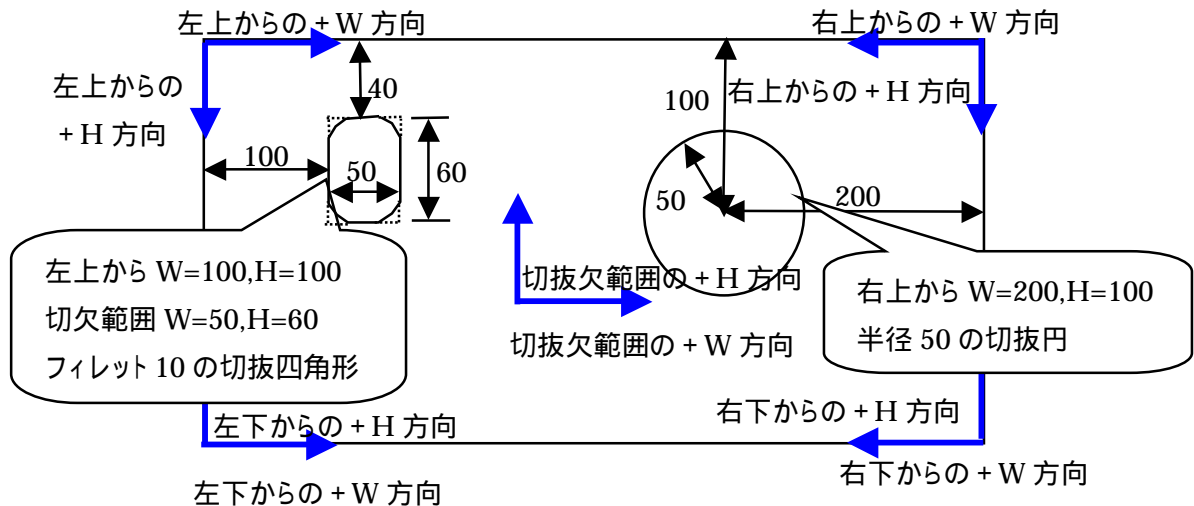 左上からの + W 方向
右上からの + W 方向
左上からの
+ H 方向
40
100
右上からの + H 方向
100
50
60
50
200
左上から W=100,H=100
切欠範囲 W=50,H=60
フィレット 10 の切抜四角形
切抜欠範囲の + H 方向
切抜欠範囲の + W 方向
右上から W=200,H=100
半径 50 の切抜円
左下からの + H 方向
右下からの + H 方向
左下からの + W 方向
右下からの + W 方向